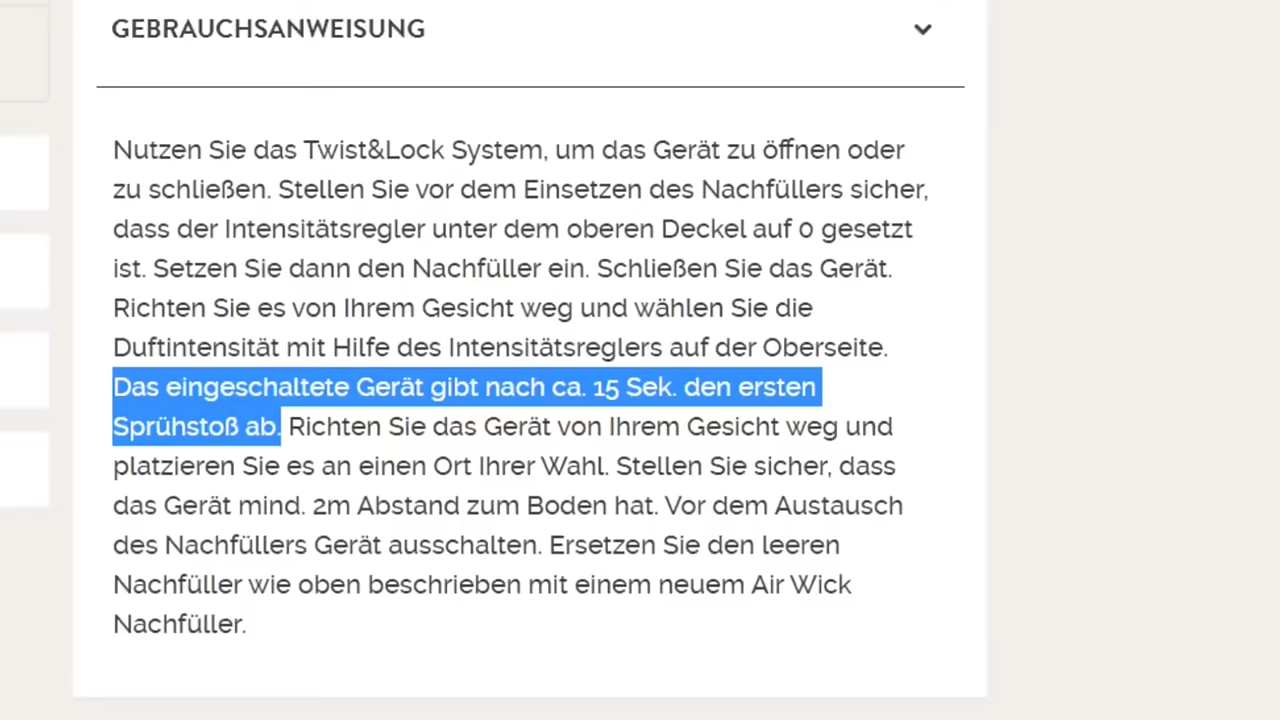 GEBRAUCHSANWEISUNG
Nutzen Sie das Twist&Lock System, um das Gerät zu öffnen oder
zu schließen. Stellen Sie vor dem Einsetzen des Nachfüllers sicher,
dass der Intensitätsregler unter dem oberen Deckel auf 0 gesetzt
ist. Setzen Sie dann den Nachfüller ein. Schließen Sie das Gerät.
Richten Sie es von Ihrem Gesicht weg und wählen Sie die
Duftintensität mit Hilfe des Intensitätsreglers auf der Oberseite.
Das eingeschaltete Gerät gibt nach ca. 15 Sek. den ersten
Sprühstoß ab. Richten Sie das Gerät von Ihrem Gesicht weg und
platzieren Sie es an einen Ort Ihrer Wahl. Stellen Sie sicher, dass
das Gerät mind. 2m Abstand zum Boden hat. Vor dem Austausch
des Nachfüllers Gerät ausschalten. Ersetzen Sie den leeren
Nachfüller wie oben beschrieben mit einem neuem Air Wick
Nachfüller.